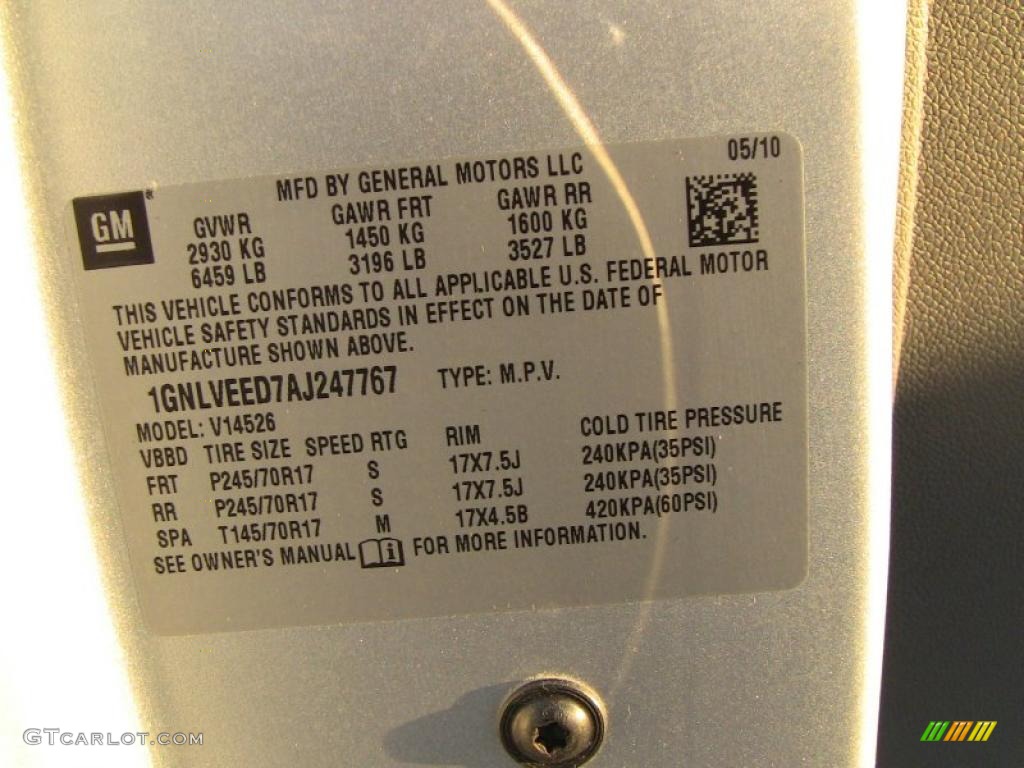 05/10
MFD BY GENERAL MOTORS LLC
GM
GVWR GAWR FRT GAWR RR
2930 KG 1450 KG 1600 KG
6459 LB 3196 LB 3527 LB
THIS VEHICLE CONFORMS TO ALL APPLICABLE U.S. FEDERAL MOTOR
VEHICLE SAFETY STANDARDS IN EFFECT ON THE DATE OF
MANUFACTURE SHOWN ABOVE.
1GNLVEED7AJ247767 TYPE: M.P.V.
MODEL: V14526
VBBD TIRE SIZE SPEED RTG RIM COLD TIRE PRESSURE
FRT P245/70R17 S 17X7.5J 240KPA(35PSI)
RR P245/70R17 S 17X7.5J 240KPA(35PSI)
SPA T145/70R17 M 17X4.5B 420KPA(60PSI)
SEE OWNER'S MANUAL i FOR MORE INFORMATION.
GTcarlot.com